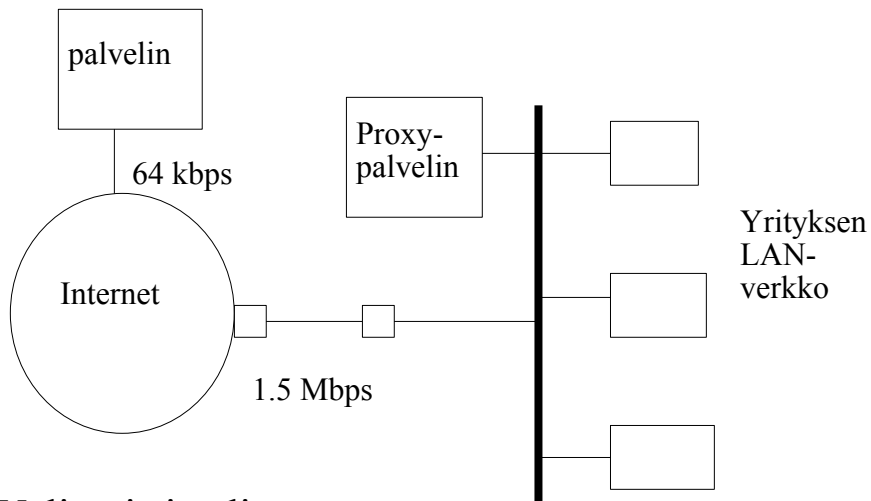 palvelin
64 kbps
Proxy-
palvelin
Internet
Yrityksen
LAN-
verkko
1.5 Mbps